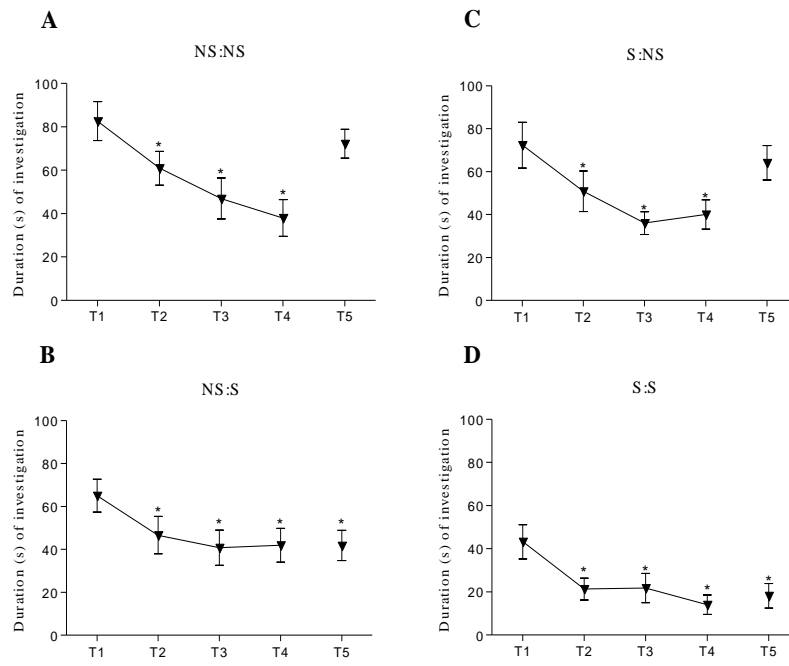 A
NS:NS
Duration (s) of investigation
100
80
60
40
20
0
*
*
*
T1 T2 T3 T4 T5
C
S:NS
Duration (s) of investigation
100
80
60
40
20
0
*
*
*
T1 T2 T3 T4 T5
B
NS:S
Duration (s) of investigation
100
80
60
40
20
0
* * * *
T1 T2 T3 T4 T5
D
S:S
Duration (s) of investigation
100
80
60
40
20
0
* * * *
T1 T2 T3 T4 T5